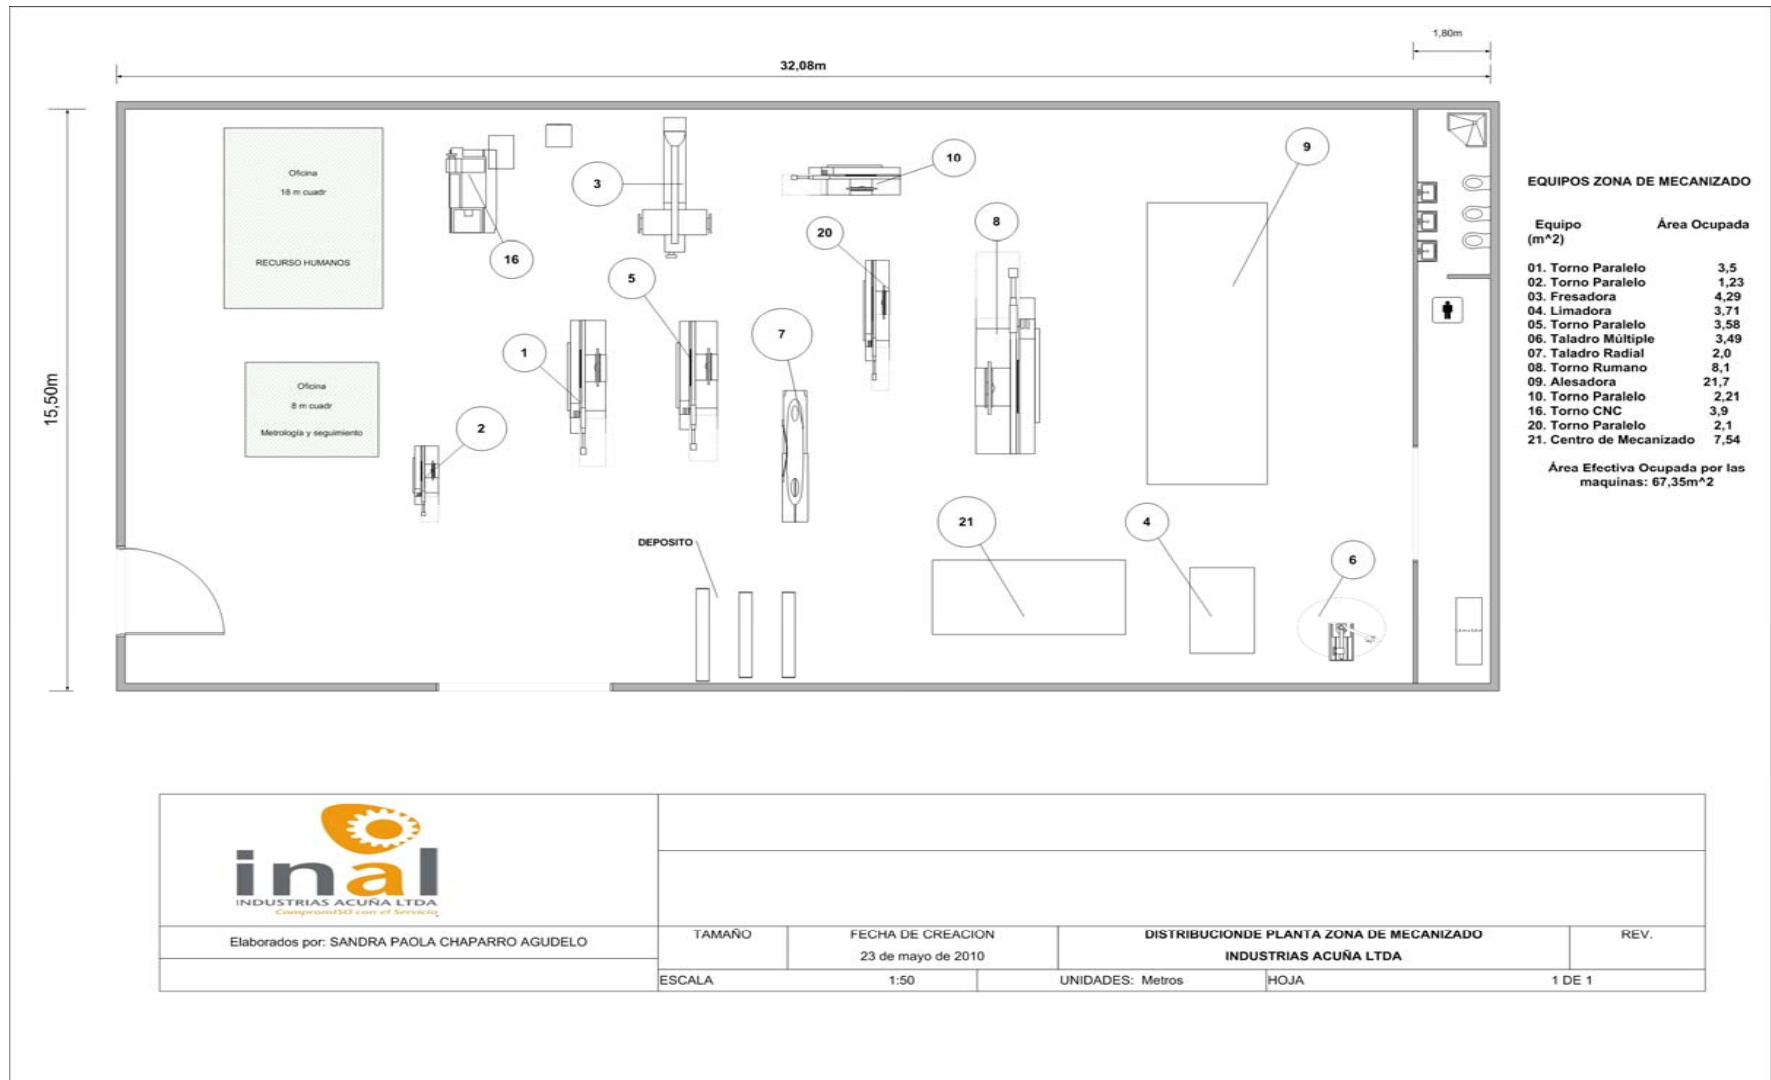 1,80m
32,08m
15,50m
Oficina
18 m cuadr
RECURSO HUMANOS
Oficina
8 m cuadr
Metrología y seguimiento
16
3
10
9
20
8
5
1
7
2
21
4
6
DEPOSITO
EQUIPOS ZONA DE MECANIZADO
Equipo Área Ocupada
(m^2)
01. Torno Paralelo 3,5
02. Torno Paralelo 1,23
03. Fresadora 4,29
04. Limadora 3,71
05. Torno Paralelo 3,58
06. Taladro Múltiple 3,49
07. Taladro Radial 2,0
08. Torno Rumano 8,1
09. Alesadora 21,7
10. Torno Paralelo 2,21
16. Torno CNC 3,9
20. Torno Paralelo 2,1
21. Centro de Mecanizado 7,54
Área Efectiva Ocupada por las
maquinas: 67,35m^2
inal
INDUSTRIAS ACUÑA LTDA
CompromISO con el Servicio
Elaborados por: SANDRA PAOLA CHAPARRO AGUDELO
TAMAÑO
FECHA DE CREACION
23 de mayo de 2010
DISTRIBUCIONDE PLANTA ZONA DE MECANIZADO
INDUSTRIAS ACUÑA LTDA
REV.
ESCALA 1:50 UNIDADES: Metros HOJA 1 DE 1